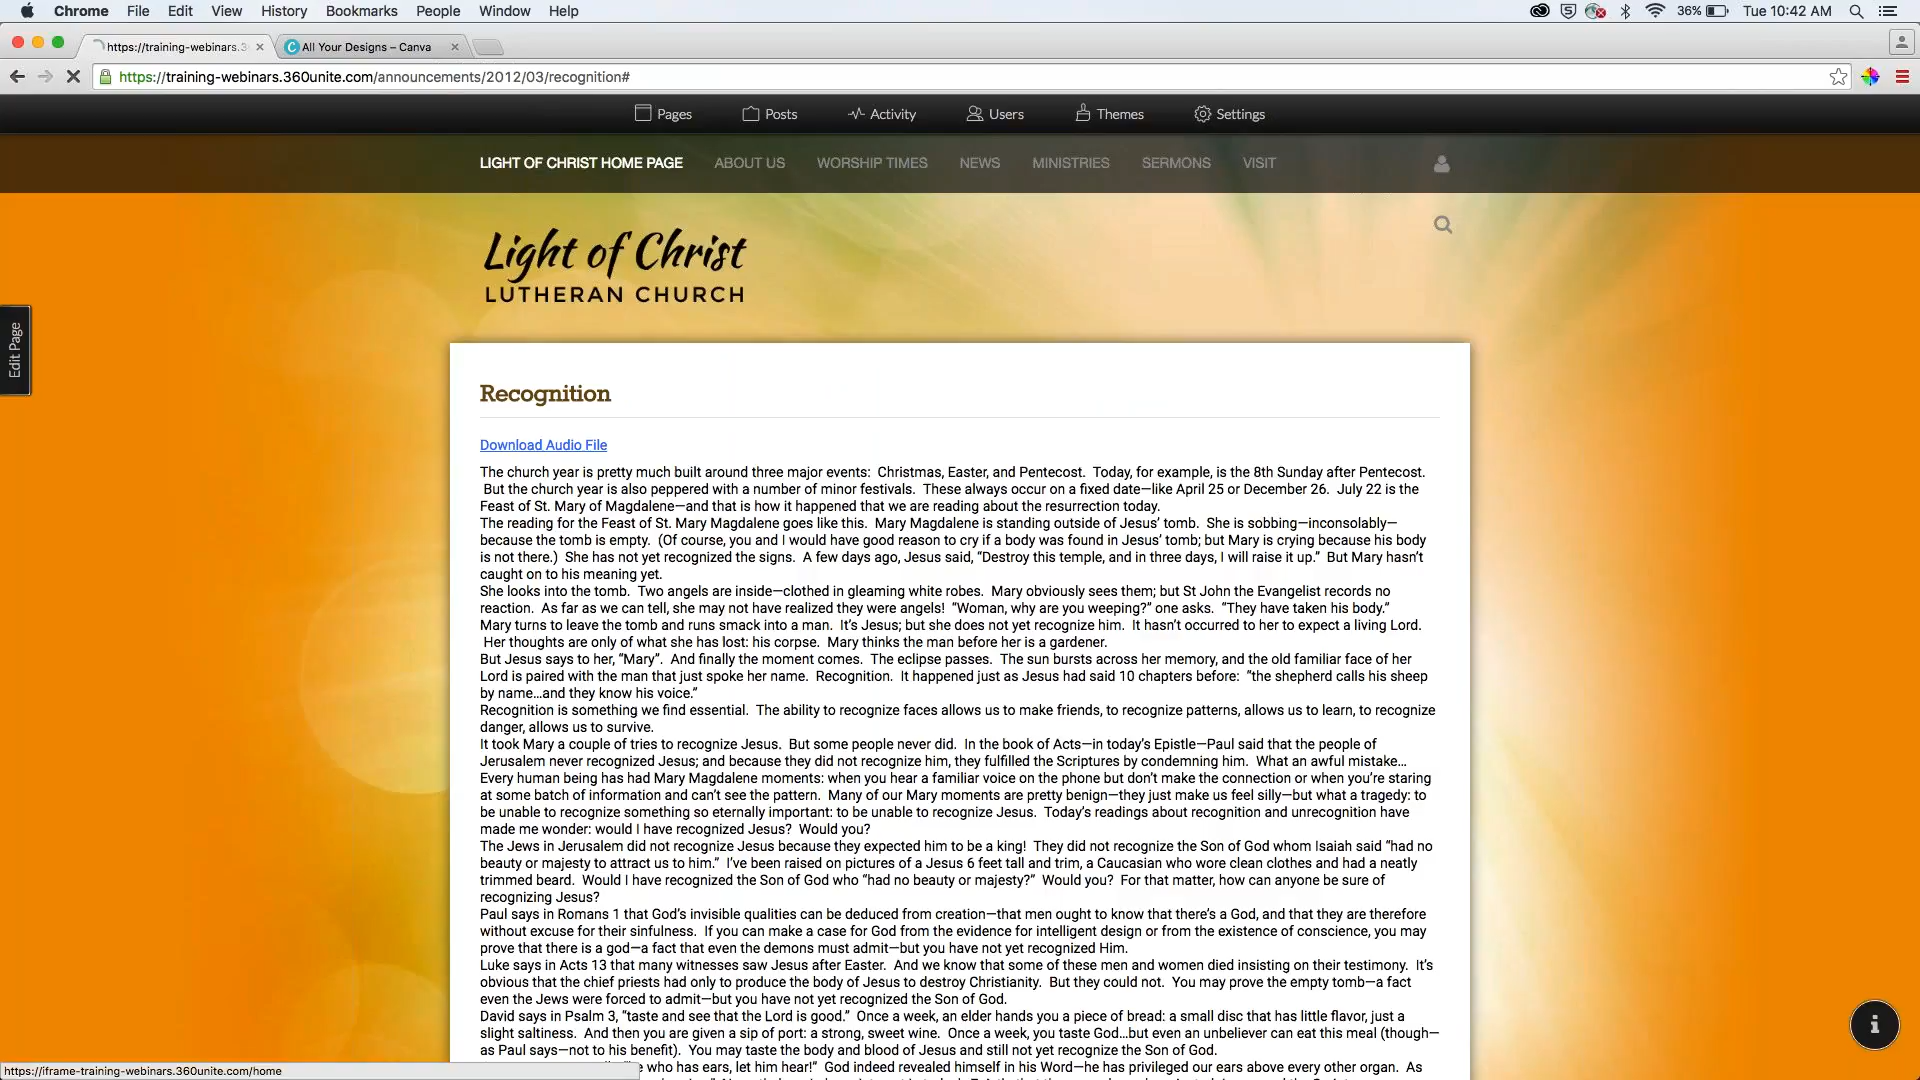 Chrome File Edit View History Bookmarks People Window Help 36% Tue 10:42 AM
https://training-webinars.3 All Your Designs – Canva
https://training-webinars.360unite.com/announcements/2012/03/recognition#
Pages Posts Activity Users Themes Settings
LIGHT OF CHRIST HOME PAGE ABOUT US WORSHIP TIMES NEWS MINISTRIES SERMONS VISIT
Light of Christ
LUTHERAN CHURCH
Edit Page
Recognition
Download Audio File
The church year is pretty much built around three major events: Christmas, Easter, and Pentecost. Today, for example, is the 8th Sunday after Pentecost.
But the church year is also peppered with a number of minor festivals. These always occur on a fixed date—like April 25 or December 26. July 22 is the
Feast of St. Mary of Magdalene—and that is how it happened that we are reading about the resurrection today.
The reading for the Feast of St. Mary Magdalene goes like this. Mary Magdalene is standing outside of Jesus’ tomb. She is sobbing—inconsolably—
because the tomb is empty. (Of course, you and I would have good reason to cry if a body was found in Jesus’ tomb; but Mary is crying because his body
is not there.) She has not yet recognized the signs. A few days ago, Jesus said, “Destroy this temple, and in three days, I will raise it up.” But Mary hasn’t
caught on to his meaning yet.
She looks into the tomb. Two angels are inside—clothed in gleaming white robes. Mary obviously sees them; but St John the Evangelist records no
reaction. As far as we can tell, she may not have realized they were angels! “Woman, why are you weeping?” one asks. “They have taken his body.”
Mary turns to leave the tomb and runs smack into a man. It’s Jesus; but she does not yet recognize him. It hasn’t occurred to her to expect a living Lord.
Her thoughts are only of what she has lost: his corpse. Mary thinks the man before her is a gardener.
But Jesus says to her, “Mary”. And finally the moment comes. The eclipse passes. The sun bursts across her memory, and the old familiar face of her
Lord is paired with the man that just spoke her name. Recognition. It happened just as Jesus had said 10 chapters before: “the shepherd calls his sheep
by name…and they know his voice.”
Recognition is something we find essential. The ability to recognize faces allows us to make friends, to recognize patterns, allows us to learn, to recognize
danger, allows us to survive.
It took Mary a couple of tries to recognize Jesus. But some people never did. In the book of Acts—in today’s Epistle—Paul said that the people of
Jerusalem never recognized Jesus; and because they did not recognize him, they fulfilled the Scriptures by condemning him. What an awful mistake…
Every human being has had Mary Magdalene moments: when you hear a familiar voice on the phone but don’t make the connection or when you’re staring
at some batch of information and can’t see the pattern. Many of our Mary moments are pretty benign—they just make us feel silly—but what a tragedy: to
be unable to recognize something so eternally important: to be unable to recognize Jesus. Today’s readings about recognition and unrecognition have
made me wonder: would I have recognized Jesus? Would you?
The Jews in Jerusalem did not recognize Jesus because they expected him to be a king! They did not recognize the Son of God whom Isaiah said “had no
beauty or majesty to attract us to him.” I’ve been raised on pictures of a Jesus 6 feet tall and trim, a Caucasian who wore clean clothes and had a neatly
trimmed beard. Would I have recognized the Son of God who “had no beauty or majesty?” Would you? For that matter, how can anyone be sure of
recognizing Jesus?
Paul says in Romans 1 that God’s invisible qualities can be deduced from creation—that men ought to know that there’s a God, and that they are therefore
without excuse for their sinfulness. If you can make a case for God from the evidence for intelligent design or from the existence of conscience, you may
prove that there is a god—a fact that even the demons must admit—but you have not yet recognized Him.
Luke says in Acts 13 that many witnesses saw Jesus after Easter. And we know that some of these men and women died insisting on their testimony. It’s
obvious that the chief priests had only to produce the body of Jesus to destroy Christianity. But they could not. You may prove the empty tomb—a fact
even the Jews were forced to admit—but you have not yet recognized the Son of God.
David says in Psalm 3, “taste and see that the Lord is good.” Once a week, an elder hands you a piece of bread: a small disc that has little flavor, just a
slight saltiness. And then you are given a sip of port: a strong, sweet wine. Once a week, you taste God…but even an unbeliever can eat this meal (though—
as Paul says—not to his benefit). You may taste the body and blood of Jesus and still not yet recognize the Son of God.
who has ears, let him hear!” God indeed revealed himself in his Word—he has privileged our ears above every other organ. As
https://iframe-training-webinars.360unite.com/home